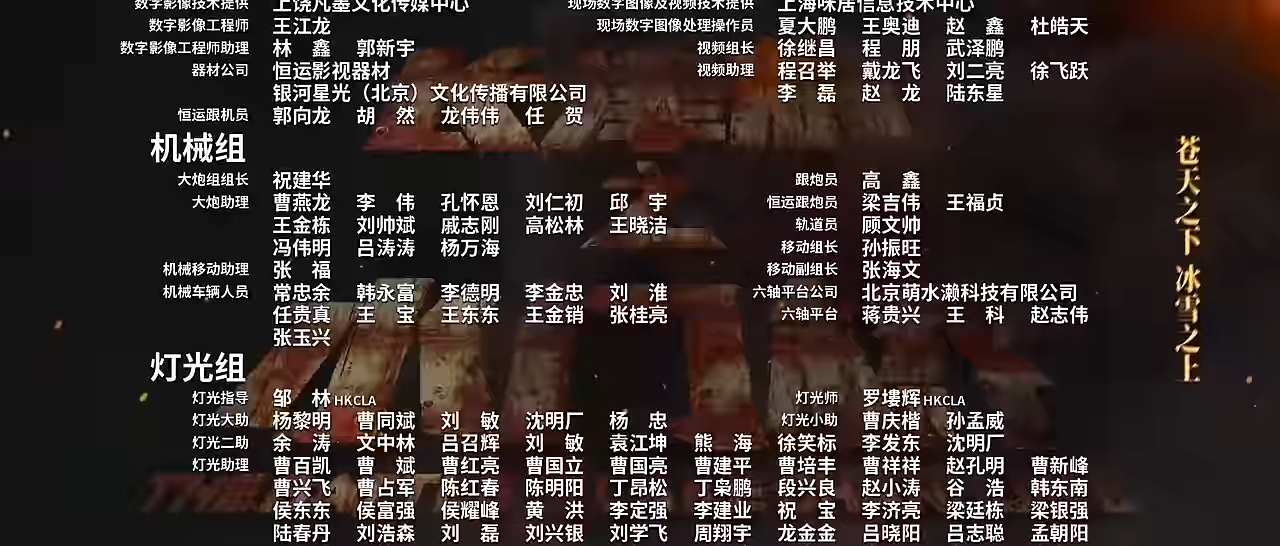 数字影像技术提供 上饶凡墨文化传媒中心 现场数字图像及视频技术提供 上海味居信息技术中心
数字影像工程师 王江龙 现场数字图像处理操作员 夏大鹏 王奥迪 赵 鑫 杜皓天
数字影像工程师助理 林 鑫 郭新宇 视频组长 徐继昌 程 朋 武泽鹏
器材公司 恒运影视器材 视频助理 程召举 戴龙飞 刘二亮 徐飞跃
银河星光（北京）文化传播有限公司 李 磊 赵 龙 陆东星
恒运跟机员 郭向龙 胡 然 龙伟伟 任 贺
机械组
大炮组组长 祝建华 跟炮员 高 鑫
大炮助理 曹燕龙 李 伟 孔怀恩 刘仁初 邱 宇 恒运跟炮员 梁吉伟 王福贞
王金栋 刘帅斌 戚志刚 高松林 王晓洁 轨道员 顾文帅
冯伟明 吕涛涛 杨万海 移动组长 孙振旺
机械移动助理 张 福 移动副组长 张海文
机械车辆人员 常忠余 韩永富 李德明 李金忠 刘 淮 六轴平台公司 北京萌水濑科技有限公司
任贵真 王 宝 王东东 王金销 张桂亮 六轴平台 蒋贵兴 王 科 赵志伟
张玉兴
灯光组
灯光指导 邹 林HKCLA 灯光师 罗塿辉HKCLA
灯光大助 杨黎明 曹同斌 刘 敏 沈明厂 杨 忠 灯光小助 曹庆楷 孙孟威
灯光二助 余 涛 文中林 吕召辉 刘 敏 袁江坤 熊 海 徐笑标 李发东 沈明厂
灯光助理 曹百凯 曹 斌 曹红亮 曹国立 曹国亮 曹建平 曹培丰 曹祥祥 赵孔明 曹新峰
曹兴飞 曹占军 陈红春 陈明阳 丁昂松 丁枭鹏 段兴良 赵小涛 谷 浩 韩东南
侯东东 侯富强 侯耀峰 黄 洪 李定强 李建业 祝 宝 李济亮 梁廷栋 梁银强
陆春丹 刘浩森 刘 磊 刘兴银 刘学飞 周翔宇 龙金金 吕晓阳 吕志聪 孟朝阳
苍天之下 冰雪之上